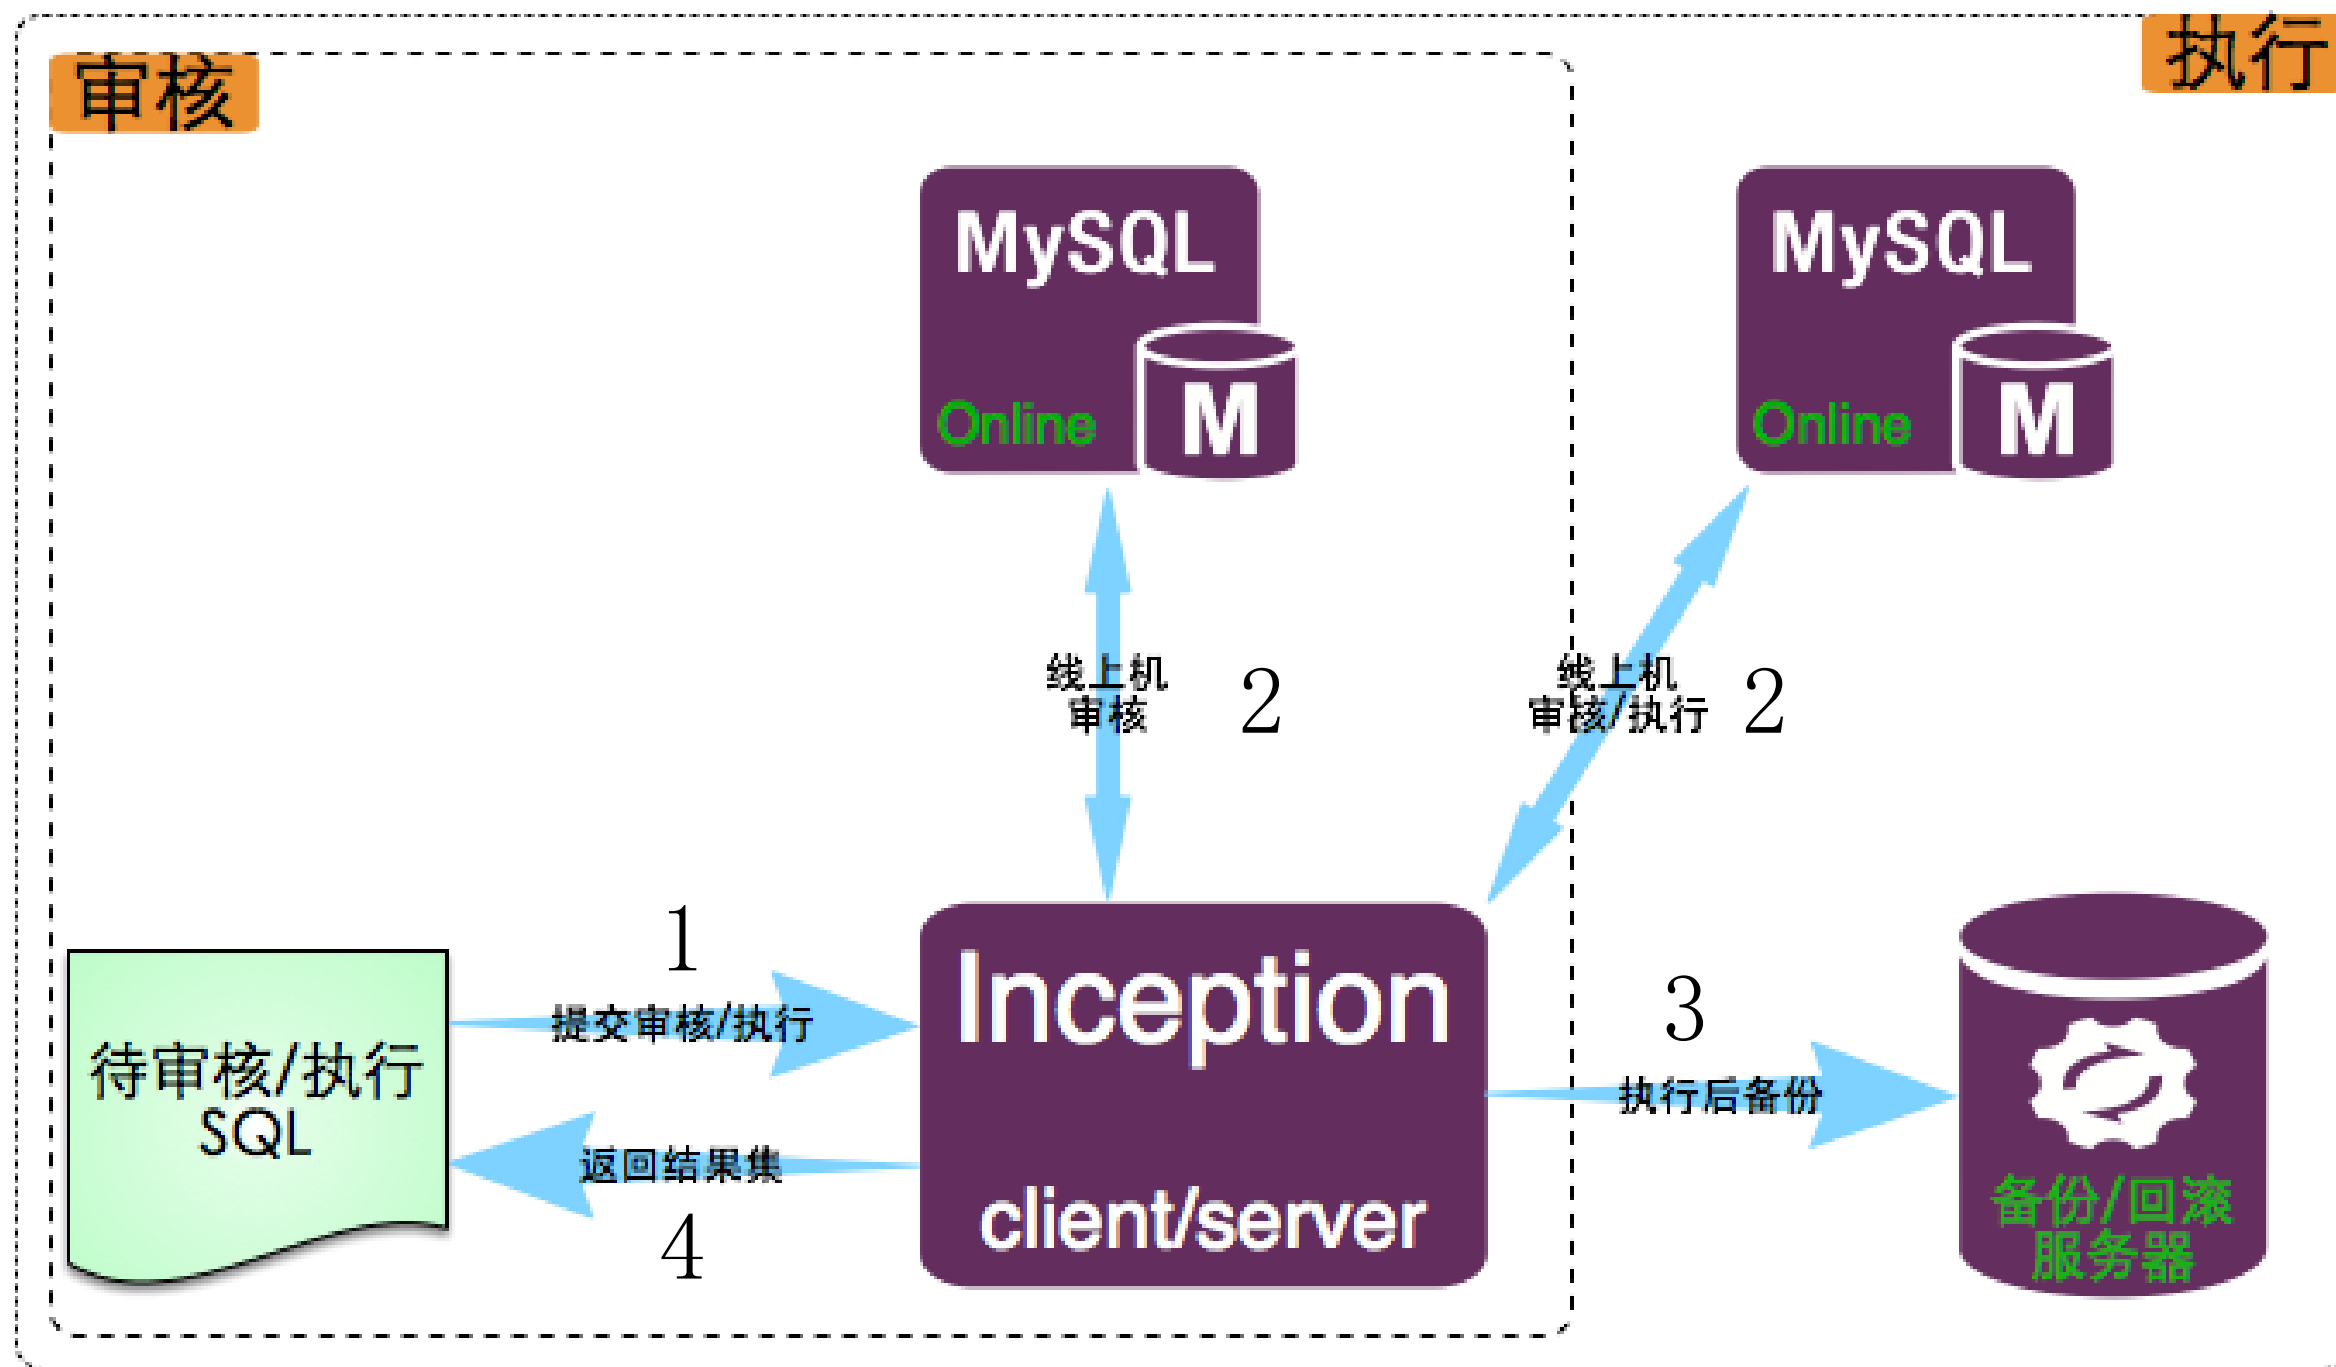 执行
审核
MySQL
Online
M
MySQL
Online
M
线上机
审核
2
线上机
审核/执行
2
1
提交审核/执行
待审核/执行
SQL
返回结果集
4
Inception
client/server
3
执行后备份
备份/回滚
服务器